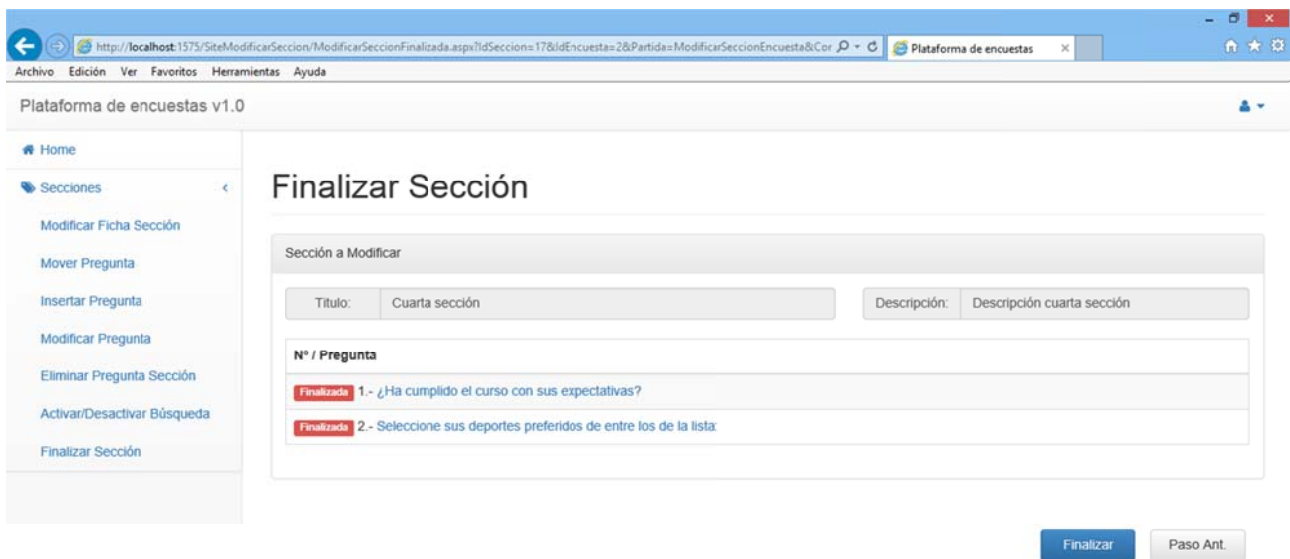 http://localhost:1575/SiteModificarSeccion/ModificarSeccionFinalizada.aspx?IdSeccion=17&IdEncuesta=2&Partida=ModificarSeccionEncuesta&Cor
Plataforma de encuestas
Archivo Edición Ver Favoritos Herramientas Ayuda
Plataforma de encuestas v1.0
Home
Secciones
Modificar Ficha Sección
Mover Pregunta
Insertar Pregunta
Modificar Pregunta
Eliminar Pregunta Sección
Activar/Desactivar Búsqueda
Finalizar Sección
Finalizar Sección
Sección a Modificar
Titulo: Cuarta sección
Descripción: Descripción cuarta sección
Nº / Pregunta
Finalizada 1.- ¿Ha cumplido el curso con sus expectativas?
Finalizada 2.- Seleccione sus deportes preferidos de entre los de la lista:
Finalizar
Paso Ant.